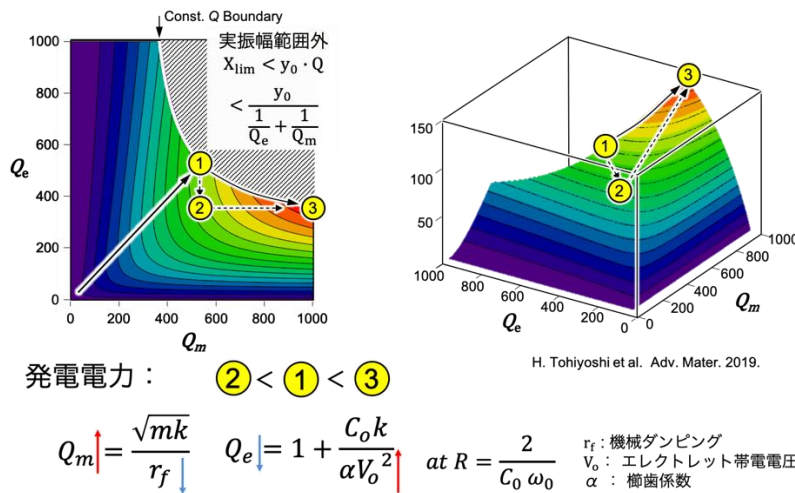 Const. Q Boundary
実振幅範囲外
X_lim < y_0 · Q
< y_0 / (1/Q_e + 1/Q_m)
1000
800
600
400
200
0
Q_e
0 200 400 600 800 1000
Q_m
1
2
3
150
100
50
1000 800 600 400 200 0
Q_e
0 200 400 600 800 1000
Q_m
1
2
3
H. Tohiyoshi et al. Adv. Mater. 2019.
発電電力： ② < ① < ③
Q_m↑ = √mk / r_f↓
Q_e↓ = 1 + C_o k / αV_o²↑
at R = 2 / C_0 ω_0
r_f : 機械ダンピング
V_o : エレクトレット帯電電圧
α : 櫛歯係数